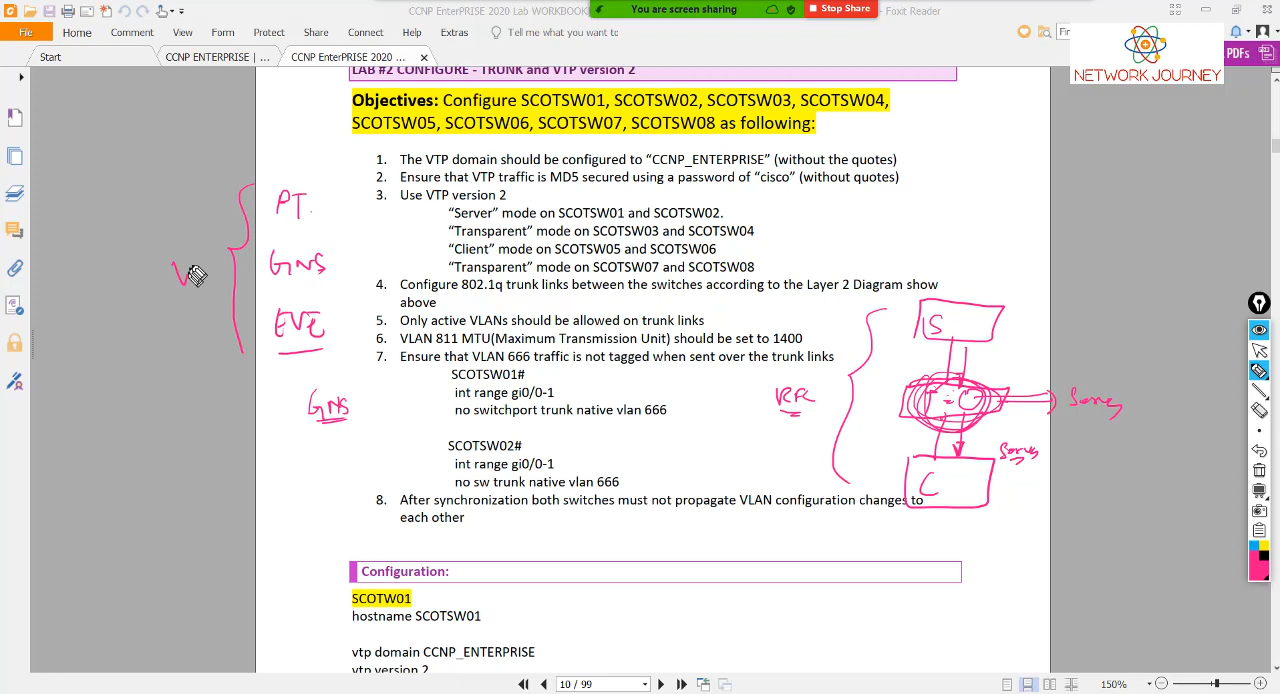 CCNP EnterPRISE 2020 Lab WORKBOOK
You are screen sharing
Stop Share
Foxit Reader
File Home Comment View Form Protect Share Connect Help Extras Tell me what you want to
Start CCNP ENTERPRISE | ... CCNP EnterPRISE 2020 Lab ...
PDFs
NETWORK JOURNEY
LAB #2 CONFIGURE - TRUNK and VTP Version 2
Objectives: Configure SCOTSW01, SCOTSW02, SCOTSW03, SCOTSW04,
SCOTSW05, SCOTSW06, SCOTSW07, SCOTSW08 as following:
1. The VTP domain should be configured to “CCNP_ENTERPRISE” (without the quotes)
2. Ensure that VTP traffic is MD5 secured using a password of “cisco” (without quotes)
3. Use VTP version 2
“Server” mode on SCOTSW01 and SCOTSW02.
“Transparent” mode on SCOTSW03 and SCOTSW04
“Client” mode on SCOTSW05 and SCOTSW06
“Transparent” mode on SCOTSW07 and SCOTSW08
4. Configure 802.1q trunk links between the switches according to the Layer 2 Diagram show
above
5. Only active VLANs should be allowed on trunk links
6. VLAN 811 MTU(Maximum Transmission Unit) should be set to 1400
7. Ensure that VLAN 666 traffic is not tagged when sent over the trunk links
SCOTSW01#
int range gi0/0-1
no switchport trunk native vlan 666
SCOTSW02#
int range gi0/0-1
no sw trunk native vlan 666
8. After synchronization both switches must not propagate VLAN configuration changes to
each other
PT
GNS
EVE
GNS
V
RFC
S
C
Configuration:
SCOTW01
hostname SCOTSW01
vtp domain CCNP_ENTERPRISE
vtp version 2
10 / 99
150%